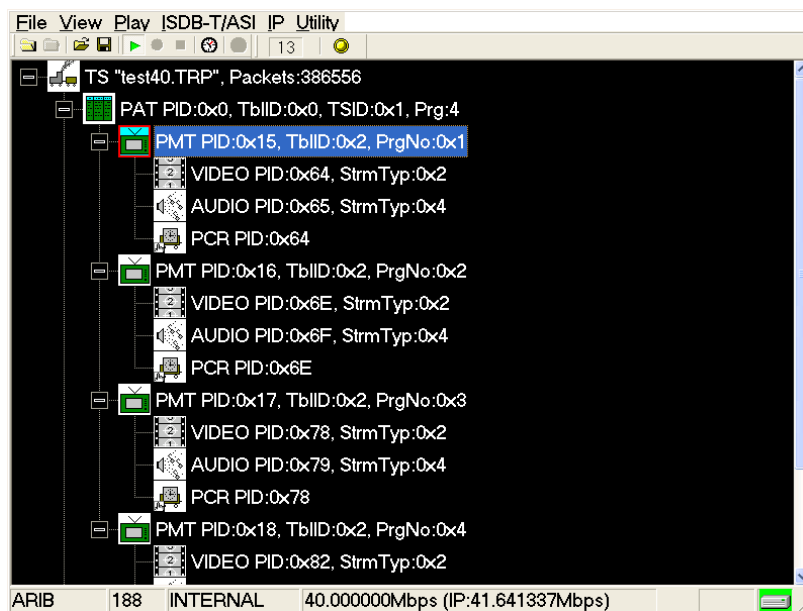 File View Play ISDB-T/ASI IP Utility
13
TS "test40.TRP", Packets:386556
PAT PID:0x0, TblID:0x0, TSID:0x1, Prg:4
PMT PID:0x15, TblID:0x2, PrgNo:0x1
VIDEO PID:0x64, StrmTyp:0x2
AUDIO PID:0x65, StrmTyp:0x4
PCR PID:0x64
PMT PID:0x16, TblID:0x2, PrgNo:0x2
VIDEO PID:0x6E, StrmTyp:0x2
AUDIO PID:0x6F, StrmTyp:0x4
PCR PID:0x6E
PMT PID:0x17, TblID:0x2, PrgNo:0x3
VIDEO PID:0x78, StrmTyp:0x2
AUDIO PID:0x79, StrmTyp:0x4
PCR PID:0x78
PMT PID:0x18, TblID:0x2, PrgNo:0x4
VIDEO PID:0x82, StrmTyp:0x2
ARIB 188 INTERNAL 40.000000Mbps (IP:41.641337Mbps)